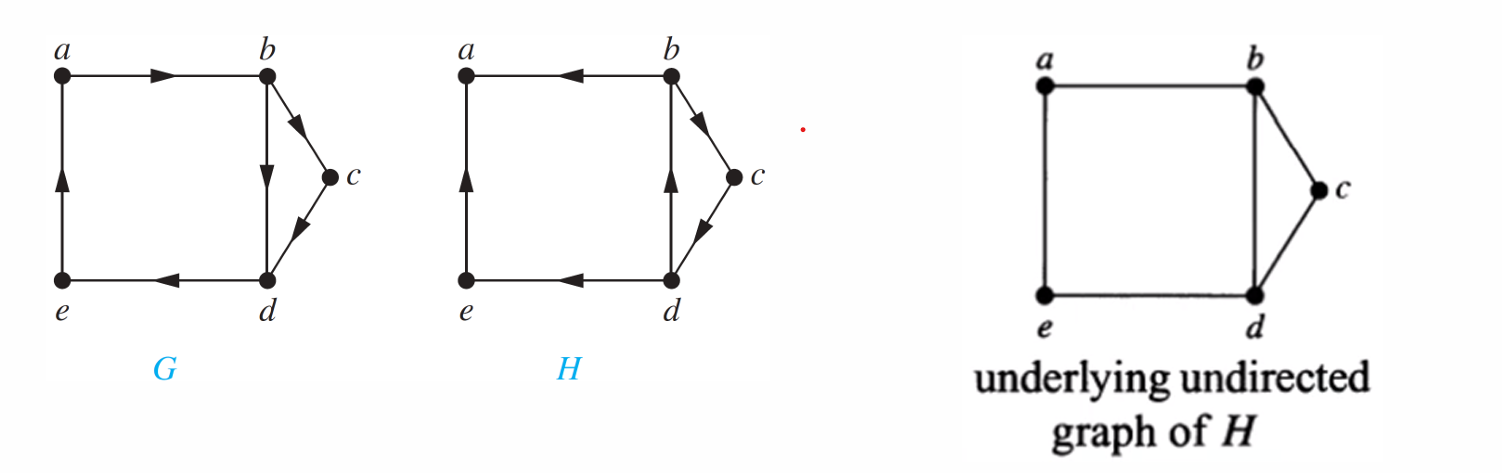 a b
c
e d
G
a b
c
e d
H
a b
c
e d
underlying undirected
graph of H